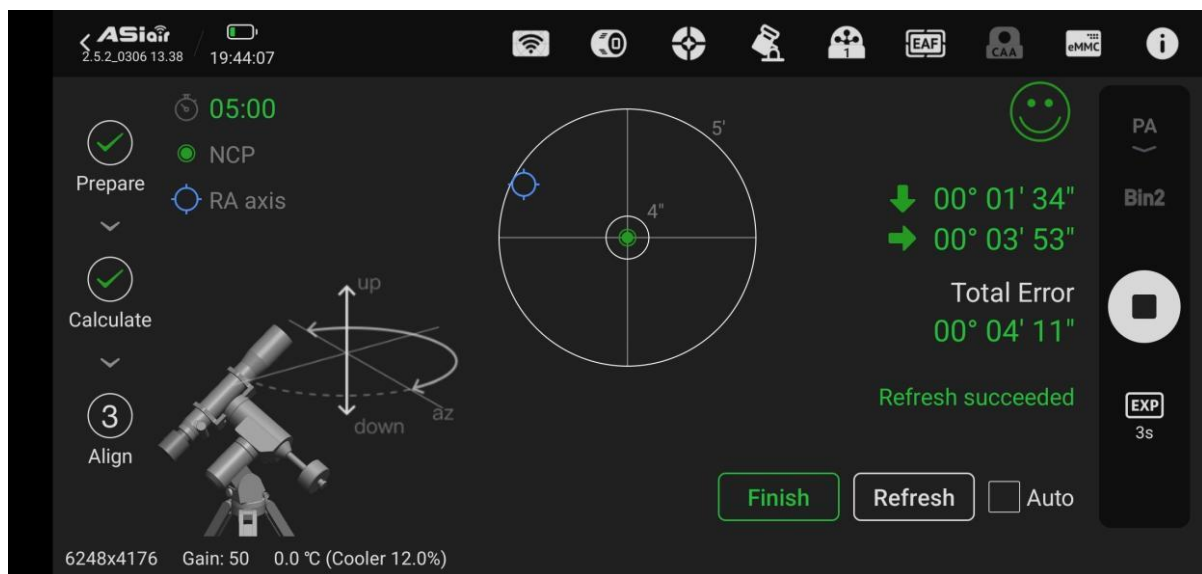 ASiair
2.5.2_0306 13.38
19:44:07
1
EAF
CAA
eMMC
i
05:00
NCP
RA axis
Prepare
Calculate
3
Align
up
down
az
5'
4"
00° 01' 34"
00° 03' 53"
Total Error
00° 04' 11"
Refresh succeeded
Finish
Refresh
Auto
PA
Bin2
EXP
3s
6248x4176 Gain: 50 0.0 ℃ (Cooler 12.0%)